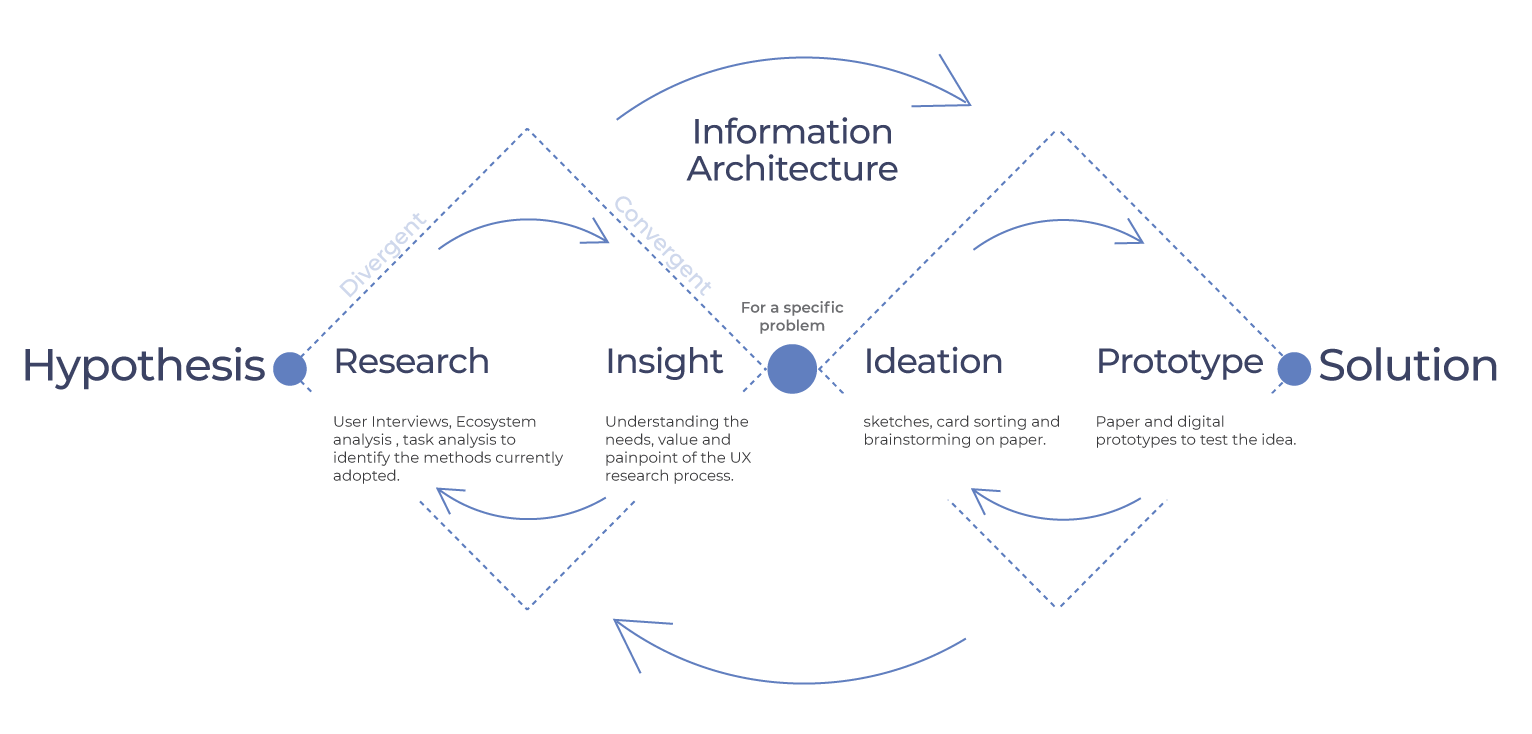 Information
Architecture
Divergent
Convergent
For a specific
problem
Hypothesis
Research
Insight
Ideation
Prototype
Solution
User Interviews, Ecosystem
analysis , task analysis to
identify the methods currently
adopted.
Understanding the
needs, value and
painpoint of the UX
research process.
sketches, card sorting and
brainstorming on paper.
Paper and digital
prototypes to test the idea.